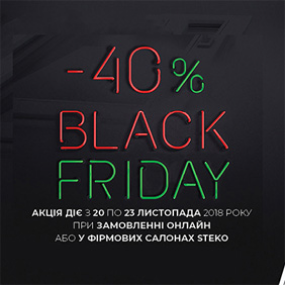 -40%
BLACK
FRIDAY
АКЦІЯ ДІЄ З 20 ПО 23 ЛИСТОПАДА 2018 РОКУ
ПРИ ЗАМОВЛЕННІ ОНЛАЙН
АБО У ФІРМОВИХ САЛОНАХ STEKO